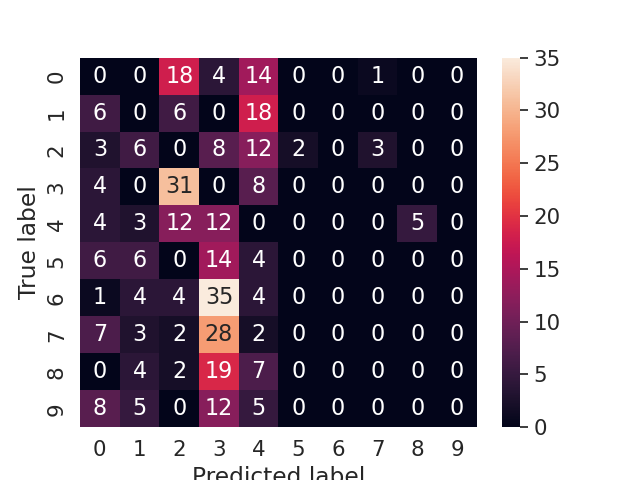 0 0 0 18 4 14 0 0 1 0 0 35
1 6 0 6 0 18 0 0 0 0 0 30
2 3 6 0 8 12 2 0 3 0 0 25
3 4 0 31 0 8 0 0 0 0 0 20
4 4 3 12 12 0 0 0 0 5 0 15
5 6 6 0 14 4 0 0 0 0 0
6 1 4 4 35 4 0 0 0 0 0 10
7 7 3 2 28 2 0 0 0 0 0
8 0 4 2 19 7 0 0 0 0 0 5
9 8 5 0 12 5 0 0 0 0 0 0
True label
0 1 2 3 4 5 6 7 8 9
Predicted label